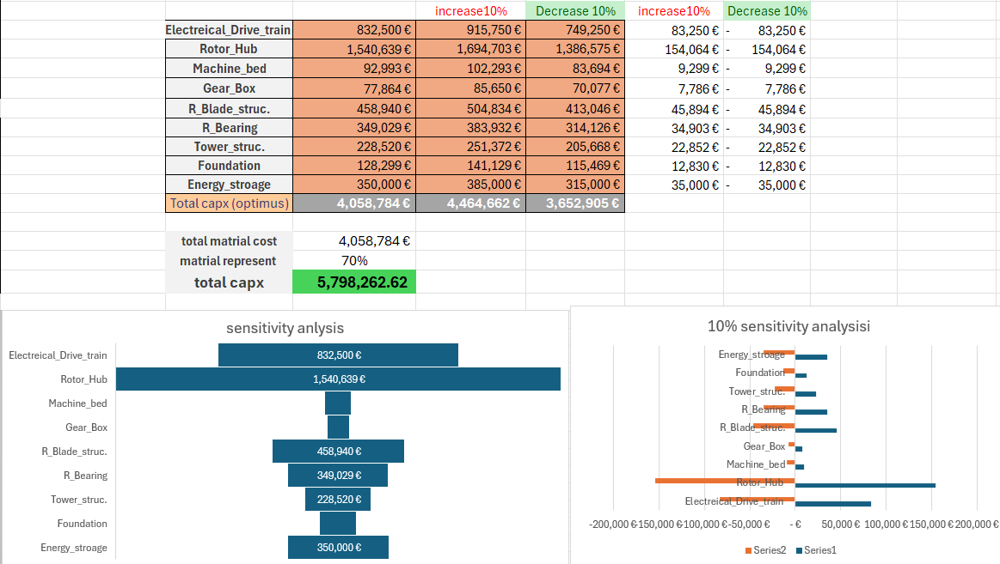 increase10% Decrease 10% increase10% Decrease 10%
Electreical_Drive_train 832,500 € 915,750 € 749,250 € 83,250 € - 83,250 €
Rotor_Hub 1,540,639 € 1,694,703 € 1,386,575 € 154,064 € - 154,064 €
Machine_bed 92,993 € 102,293 € 83,694 € 9,299 € - 9,299 €
Gear_Box 77,864 € 85,650 € 70,077 € 7,786 € - 7,786 €
R_Blade_struc. 458,940 € 504,834 € 413,046 € 45,894 € - 45,894 €
R_Bearing 349,029 € 383,932 € 314,126 € 34,903 € - 34,903 €
Tower_struc. 228,520 € 251,372 € 205,668 € 22,852 € - 22,852 €
Foundation 128,299 € 141,129 € 115,469 € 12,830 € - 12,830 €
Energy_stroage 350,000 € 385,000 € 315,000 € 35,000 € - 35,000 €
Total capx (optimus) 4,058,784 € 4,464,662 € 3,652,905 €
total matrial cost 4,058,784 €
matrial represent 70%
total capx 5,798,262.62
sensitivity anlysis
Electreical_Drive_train 832,500 €
Rotor_Hub 1,540,639 €
Machine_bed
Gear_Box
R_Blade_struc. 458,940 €
R_Bearing 349,029 €
Tower_struc. 228,520 €
Foundation
Energy_stroage 350,000 €
10% sensitivity analysisi
Energy_stroage
Foundation
Tower_struc.
R_Bearing
R_Blade_struc.
Gear_Box
Machine_bed
Rotor_Hub
Electreical_Drive_train
-200,000 € -150,000 € -100,000 € -50,000 € - € 50,000 € 100,000 € 150,000 € 200,000 €
Series2 Series1